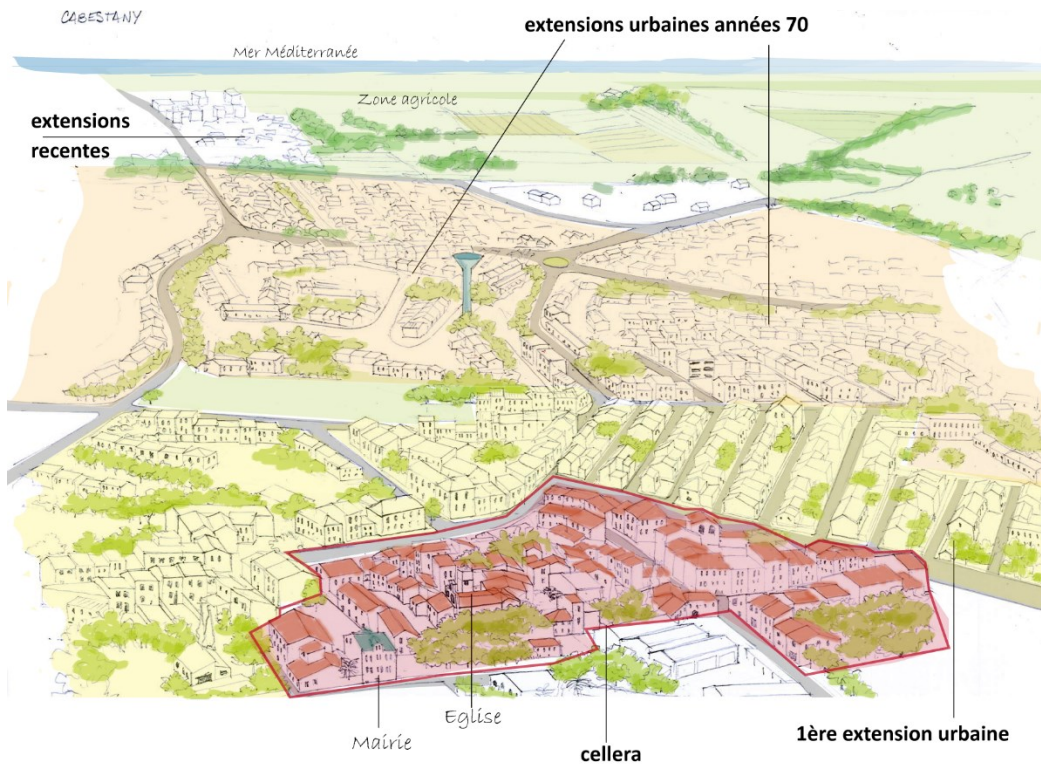 CABESTANY
extensions urbaines années 70
Mer Méditerranée
Zone agricole
extensions
recentes
Eglise
Mairie
cellera
1ère extension urbaine